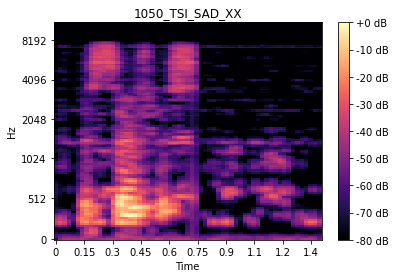 1050_TSI_SAD_XX
8192
4096
2048
1024
512
0
Hz
0 0.15 0.3 0.45 0.6 0.75 0.9 1.1 1.2 1.4
Time
+0 dB
-10 dB
-20 dB
-30 dB
-40 dB
-50 dB
-60 dB
-70 dB
-80 dB